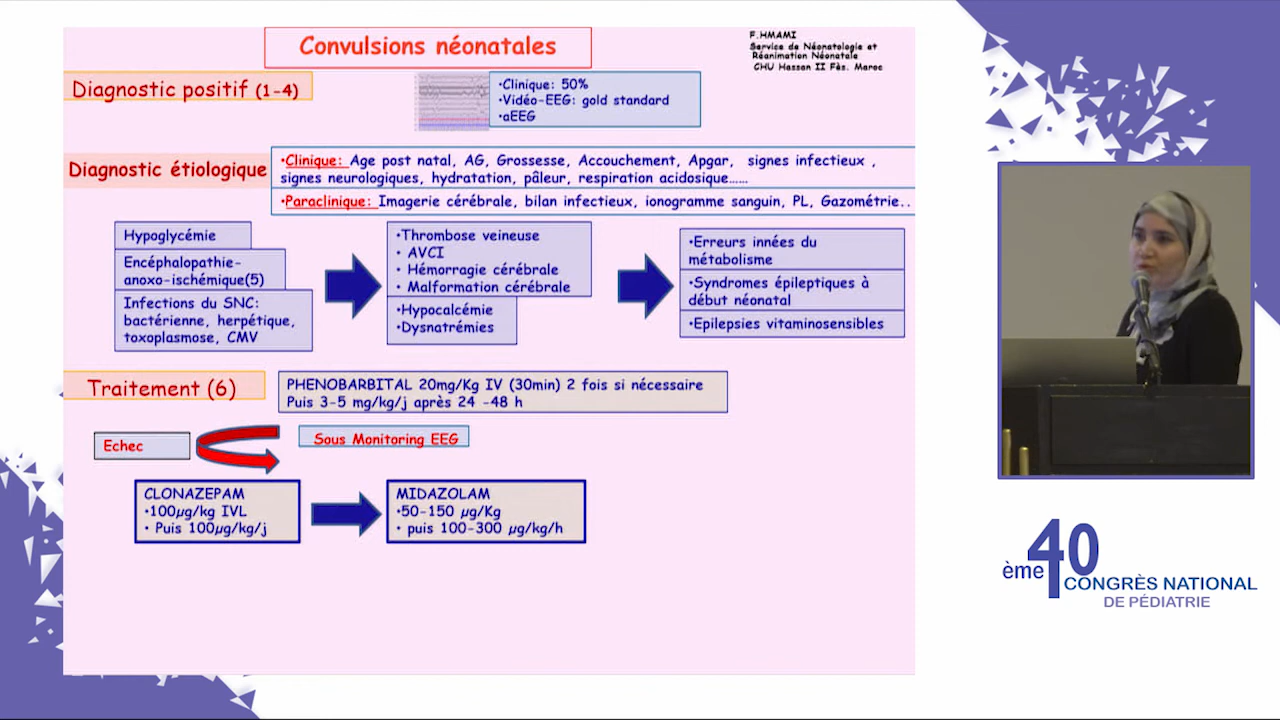 Convulsions néonatales
F.HMAMI
Service de Néonatologie et
Réanimation Néonatale
CHU Hassan II Fès. Maroc
Diagnostic positif (1-4)
•Clinique: 50%
•Vidéo-EEG: gold standard
•aEEG
Diagnostic étiologique
•Clinique: Age post natal, AG, Grossesse, Accouchement, Apgar, signes infectieux ,
signes neurologiques, hydratation, pâleur, respiration acidosique......
•Paraclinique: Imagerie cérébrale, bilan infectieux, ionogramme sanguin, PL, Gazométrie..
Hypoglycémie
Encéphalopathie-
anoxo-ischémique(5)
Infections du SNC:
bactérienne, herpétique,
toxoplasmose, CMV
•Thrombose veineuse
• AVCI
• Hémorragie cérébrale
• Malformation cérébrale
•Hypocalcémie
•Dysnatrémies
•Erreurs innées du
métabolisme
•Syndromes épileptiques à
début néonatal
•Epilepsies vitaminosensibles
Traitement (6)
PHENOBARBITAL 20mg/Kg IV (30min) 2 fois si nécessaire
Puis 3-5 mg/kg/j après 24 -48 h
Echec
Sous Monitoring EEG
CLONAZEPAM
•100µg/kg IVL
• Puis 100µg/kg/j
MIDAZOLAM
•50-150 µg/Kg
• puis 100-300 µg/kg/h
40
ème
CONGRÈS NATIONAL
DE PÉDIATRIE